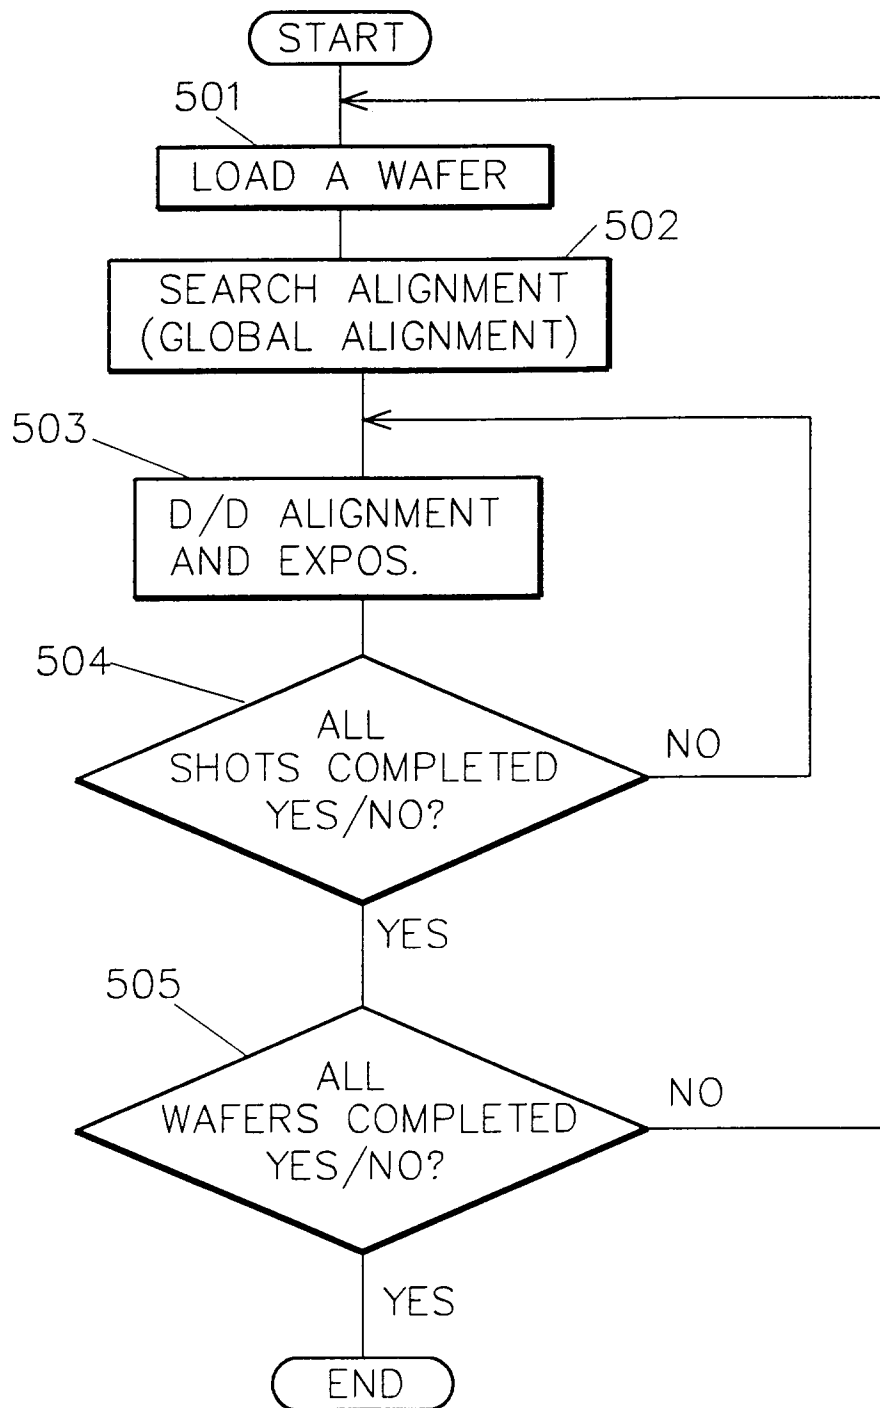 START
501
LOAD A WAFER
502
SEARCH ALIGNMENT
(GLOBAL ALIGNMENT)
503
D/D ALIGNMENT
AND EXPOS.
504
ALL
SHOTS COMPLETED
YES/NO?
NO
YES
505
ALL
WAFERS COMPLETED
YES/NO?
NO
YES
END